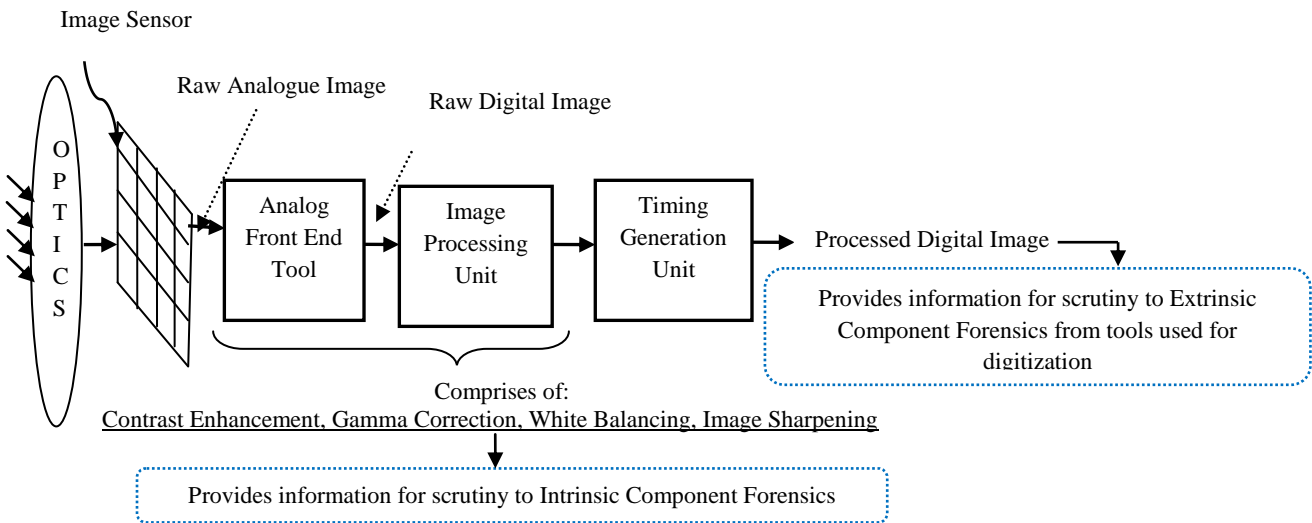 Image Sensor
Raw Analogue Image
Raw Digital Image
O
P
T
I
C
S
Analog
Front End
Tool
Image
Processing
Unit
Timing
Generation
Unit
Processed Digital Image
Provides information for scrutiny to Extrinsic
Component Forensics from tools used for
digitization
Comprises of:
Contrast Enhancement, Gamma Correction, White Balancing, Image Sharpening
Provides information for scrutiny to Intrinsic Component Forensics